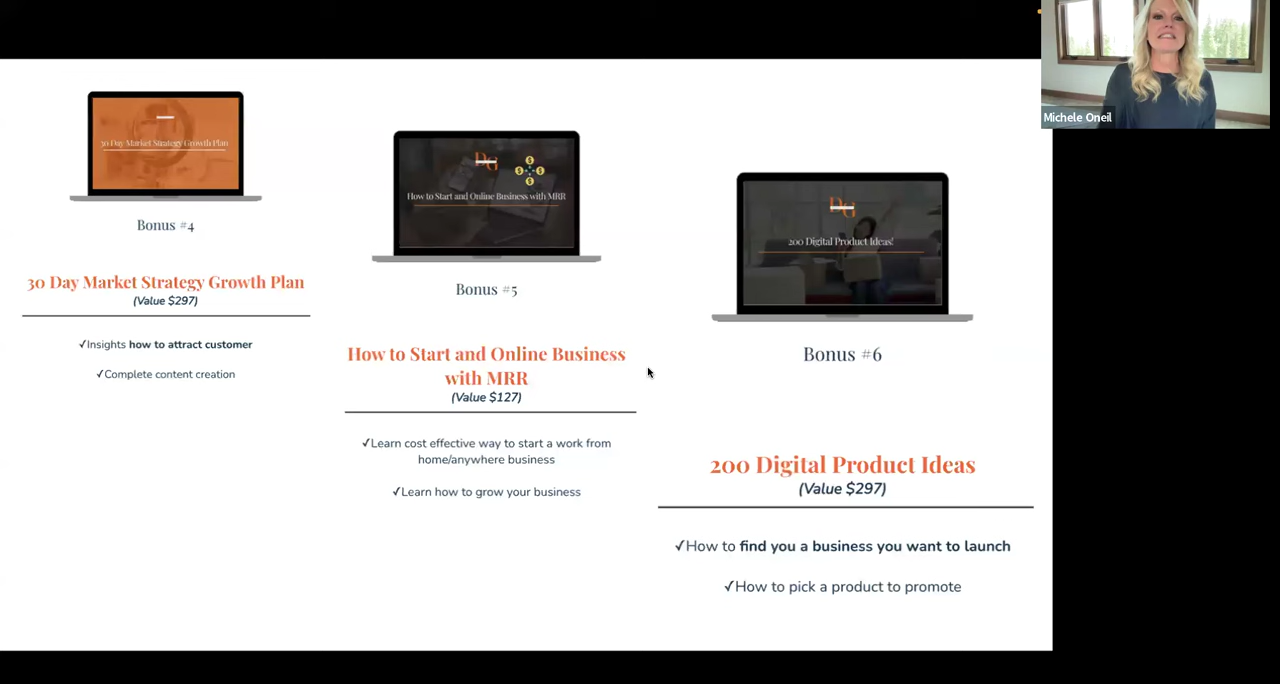 Michele Oneil
30 Day Market Strategy Growth Plan
Bonus #4
30 Day Market Strategy Growth Plan
(Value $297)
✓Insights how to attract customer
✓Complete content creation
DG
How to Start and Online Business with MRR
Bonus #5
How to Start and Online Business
with MRR
(Value $127)
✓Learn cost effective way to start a work from
home/anywhere business
✓Learn how to grow your business
DG
200 Digital Product Ideas!
Bonus #6
200 Digital Product Ideas
(Value $297)
✓How to find you a business you want to launch
✓How to pick a product to promote